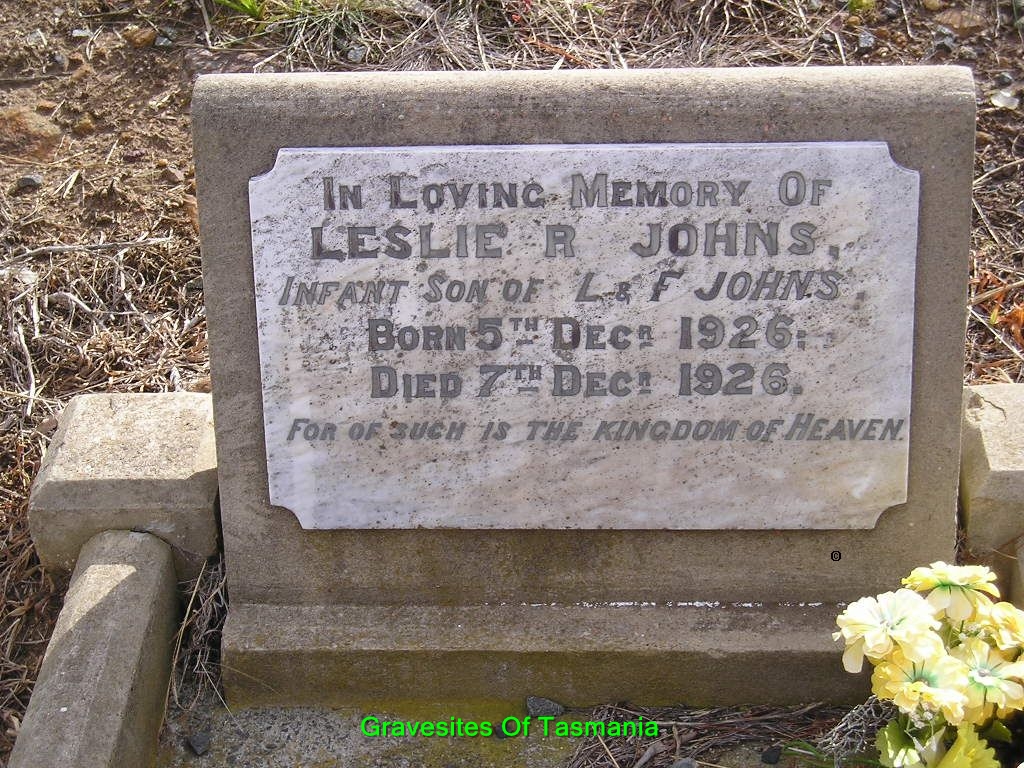 In Loving Memory Of
LESLIE R JOHNS,
Infant Son of L & F JOHNS,
Born 5TH Decr 1926;
Died 7TH Decr 1926.
For of such is the kingdom of Heaven.
©
Gravesites Of Tasmania